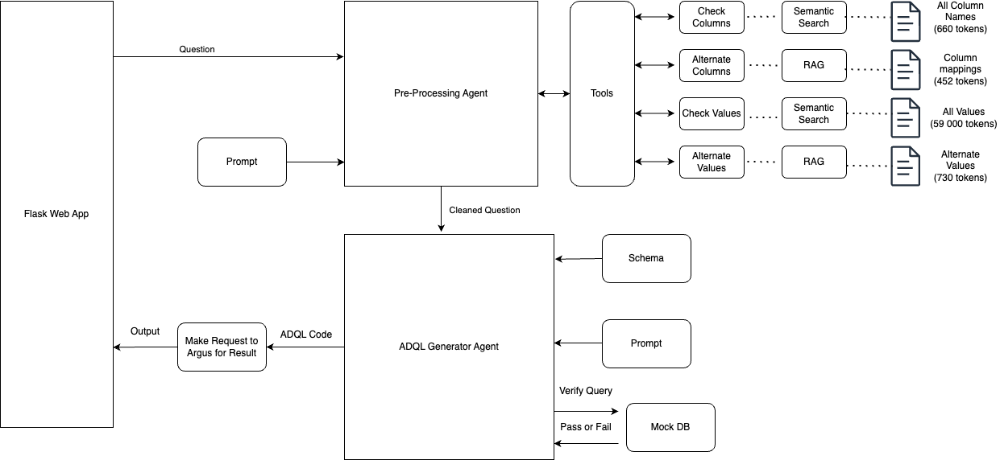 Flask Web App
Question
Prompt
Pre-Processing Agent
Tools
Check
Columns
Semantic
Search
All Column
Names
(660 tokens)
Alternate
Columns
RAG
Column
mappings
(452 tokens)
Check Values
Semantic
Search
All Values
(59 000 tokens)
Alternate
Values
RAG
Alternate
Values
(730 tokens)
Cleaned Question
ADQL Generator Agent
Schema
Prompt
Verify Query
Pass or Fail
Mock DB
ADQL Code
Make Request to
Argus for Result
Output